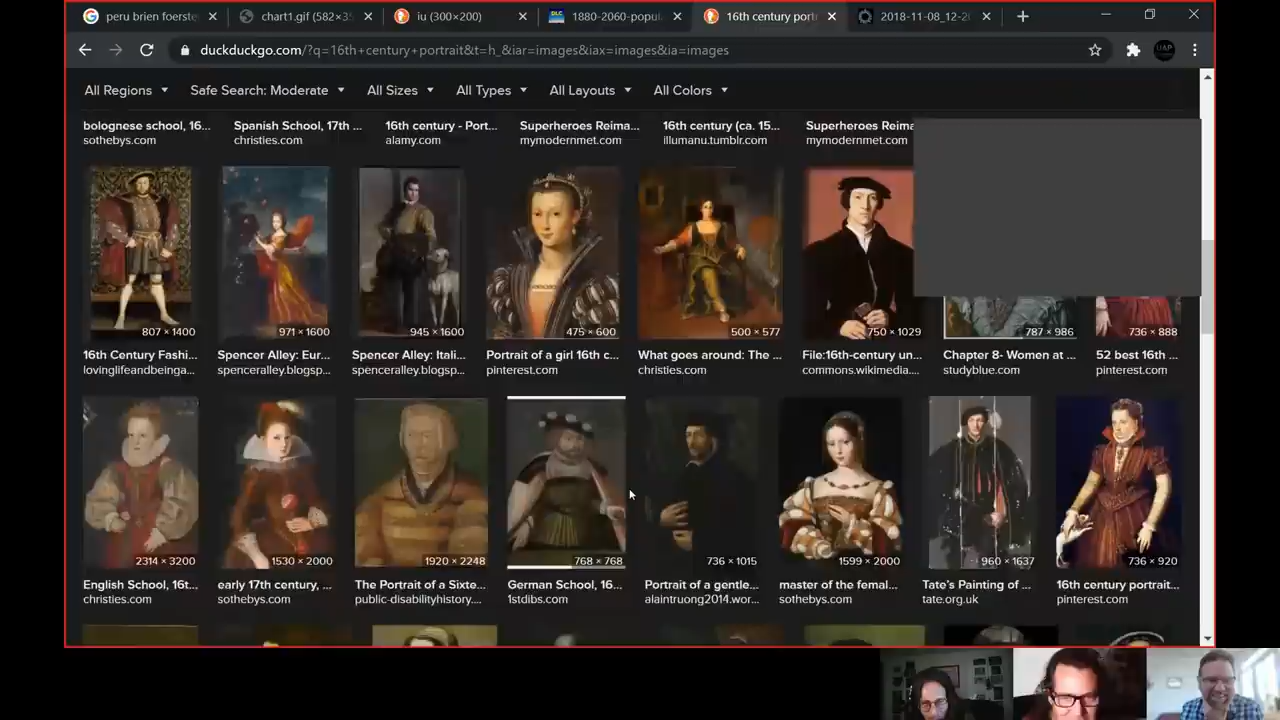 peru brien foerste
chart1.gif (582×35
iu (300×200)
1880-2060-popul
16th century port
2018-11-08_12-2
duckduckgo.com/?q=16th+century+portrait&t=h_&iar=images&iax=images&ia=images
UAP
All Regions
Safe Search: Moderate
All Sizes
All Types
All Layouts
All Colors
bolognese school, 16...
Spanish School, 17th ...
16th century - Port...
Superheroes Reima...
16th century (ca. 15...
Superheroes Reima
sothebys.com
christies.com
alamy.com
mymodernmet.com
illumanu.tumblr.com
mymodernmet.com
807 × 1400
971 × 1600
945 × 1600
475 × 600
500 × 577
750 × 1029
787 × 986
736 × 888
16th Century Fashi...
Spencer Alley: Eur...
Spencer Alley: Itali...
Portrait of a girl 16th c...
What goes around: The ...
File:16th-century un...
Chapter 8- Women at ...
52 best 16th ...
lovinglifeandbeinga...
spenceralley.blogsp...
spenceralley.blogsp...
pinterest.com
christies.com
commons.wikimedia....
studyblue.com
pinterest.com
2314 × 3200
1530 × 2000
1920 × 2248
768 × 768
736 × 1015
1599 × 2000
960 × 1637
736 × 920
English School, 16t...
early 17th century, ...
The Portrait of a Sixte...
German School, 16...
Portrait of a gentle...
master of the femal...
Tate's Painting of ...
16th century portrait...
christies.com
sothebys.com
public-disabilityhistory....
1stdibs.com
alaintruong2014.wor...
sothebys.com
tate.org.uk
pinterest.com